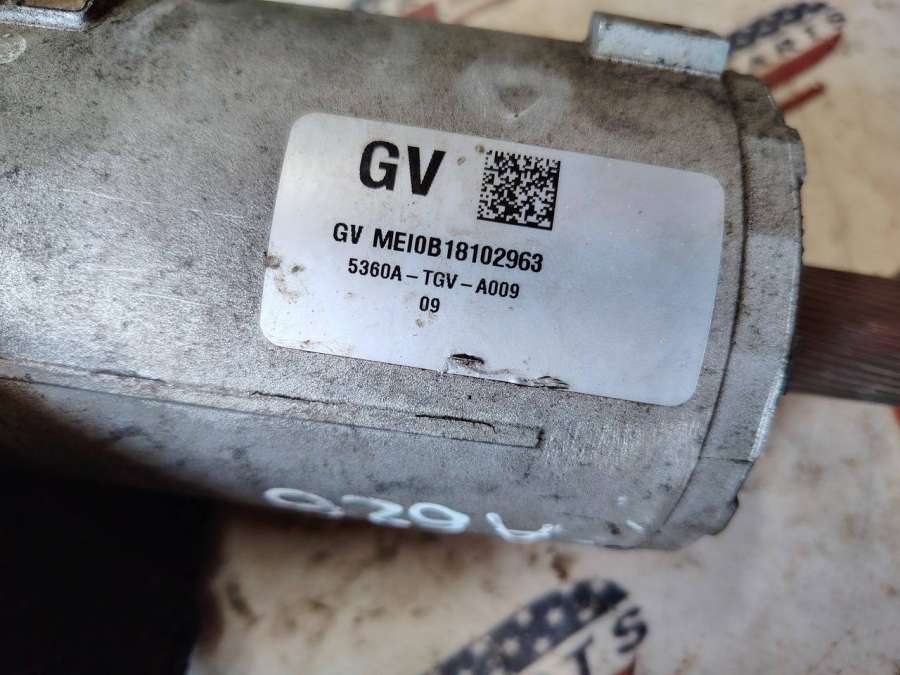 GV
GV MEI0B18102963
5360A-TGV-A009
09